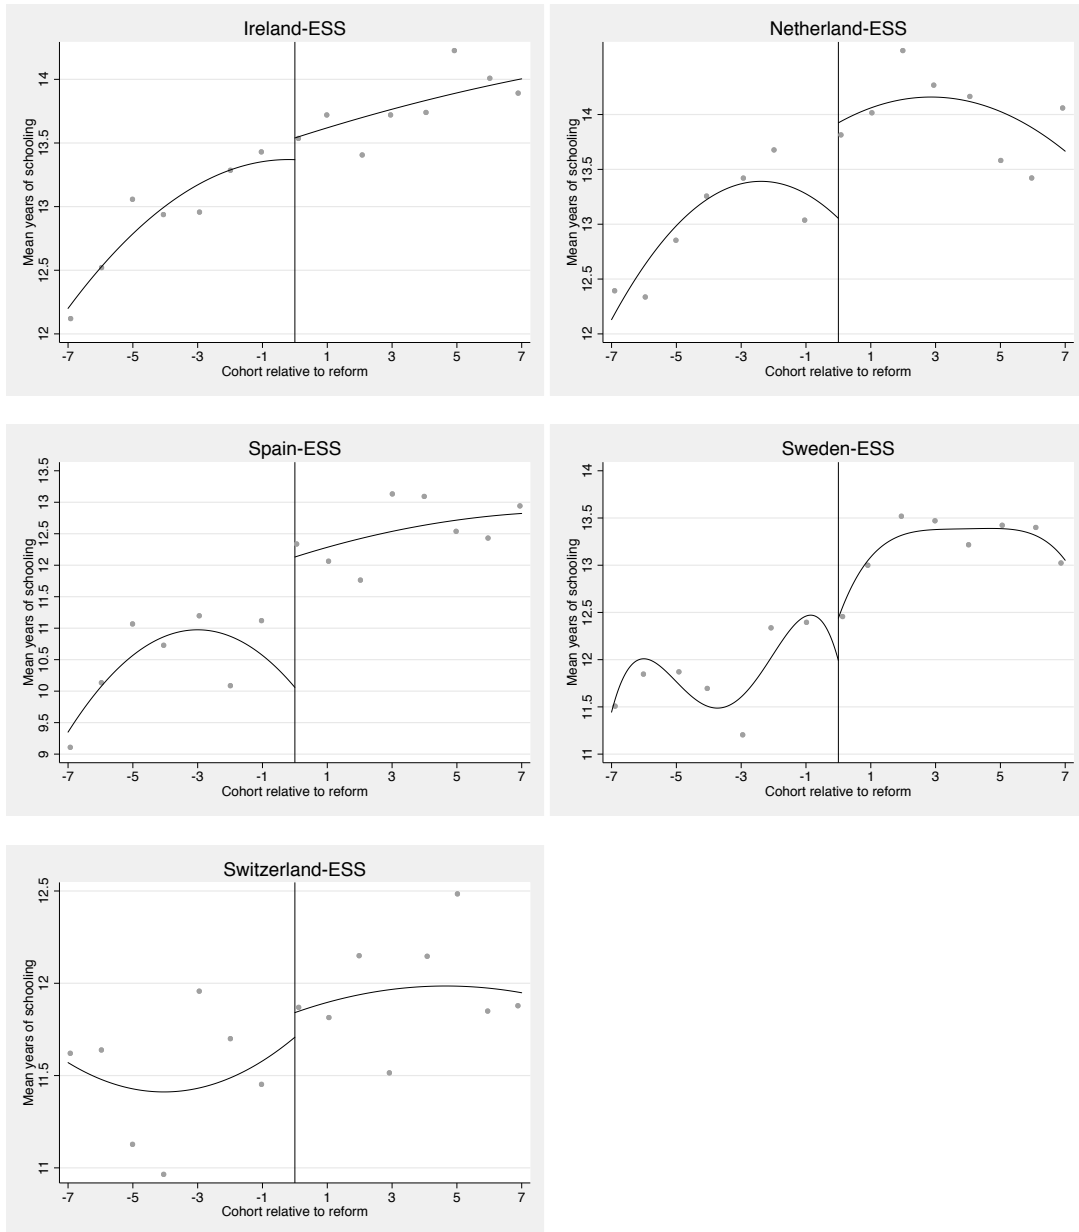 Ireland-ESS
Mean years of schooling
14
13.5
13
12.5
12
-7 -5 -3 -1 1 3 5 7
Cohort relative to reform
Netherland-ESS
Mean years of schooling
14
13.5
13
12.5
12
-7 -5 -3 -1 1 3 5 7
Cohort relative to reform
Spain-ESS
Mean years of schooling
13.5
13
12.5
12
11.5
11
10.5
10
9.5
9
-7 -5 -3 -1 1 3 5 7
Cohort relative to reform
Sweden-ESS
Mean years of schooling
14
13.5
13
12.5
12
11.5
11
-7 -5 -3 -1 1 3 5 7
Cohort relative to reform
Switzerland-ESS
Mean years of schooling
12.5
12
11.5
11
-7 -5 -3 -1 1 3 5 7
Cohort relative to reform